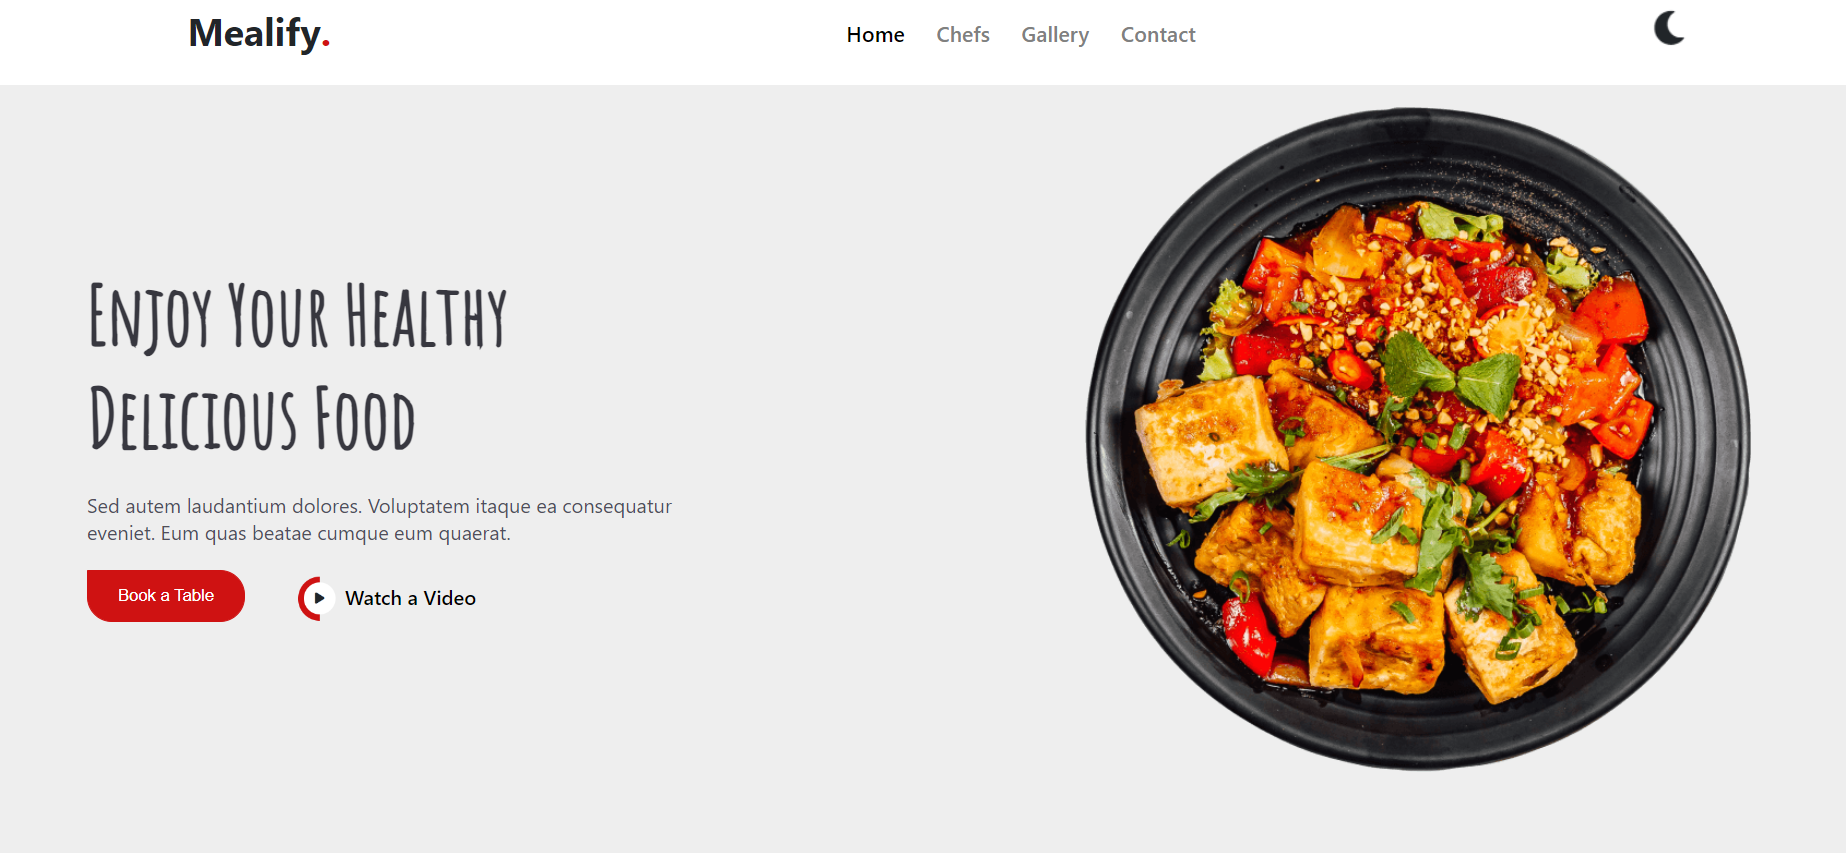 Mealify.
Home Chefs Gallery Contact
Enjoy Your Healthy
Delicious Food
Sed autem laudantium dolores. Voluptatem itaque ea consequatur
eveniet. Eum quas beatae cumque eum quaerat.
Book a Table
Watch a Video